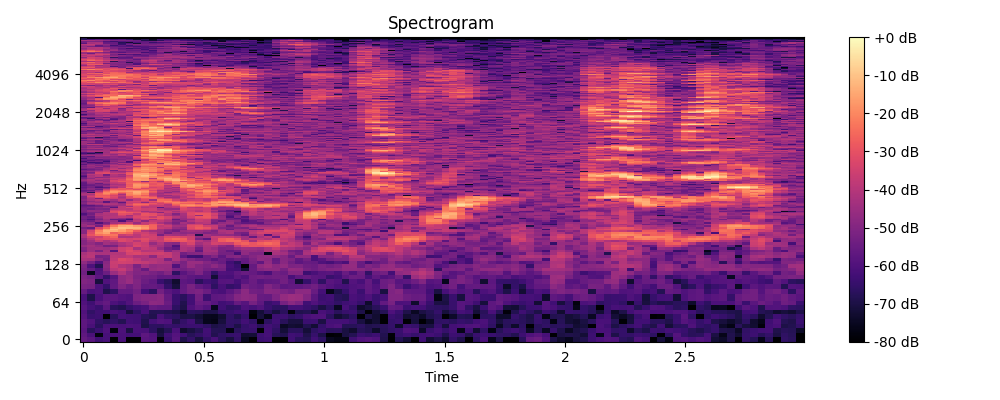 Spectrogram
Hz
4096
2048
1024
512
256
128
64
0
0 0.5 1 1.5 2 2.5
Time
+0 dB
-10 dB
-20 dB
-30 dB
-40 dB
-50 dB
-60 dB
-70 dB
-80 dB